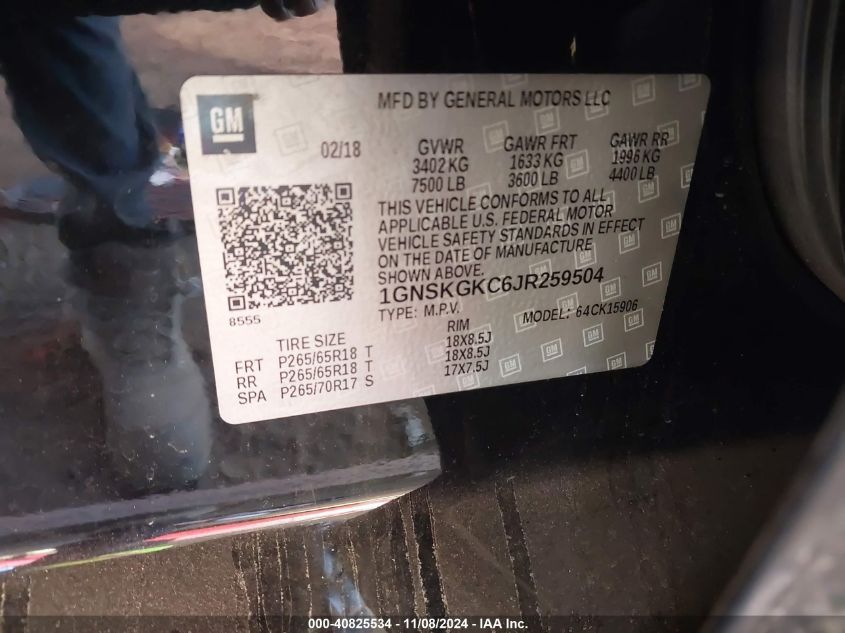 GM
MFD BY GENERAL MOTORS LLC
02/18
GVWR GAWR FRT GAWR RR
3402 KG 1633 KG 1996 KG
7500 LB 3600 LB 4400 LB
THIS VEHICLE CONFORMS TO ALL
APPLICABLE U.S. FEDERAL MOTOR
VEHICLE SAFETY STANDARDS IN EFFECT
ON THE DATE OF MANUFACTURE
SHOWN ABOVE.
1GNSKGKC6JR259504
8555
TYPE: M.P.V. MODEL: 64CK15906
TIRE SIZE RIM
FRT P265/65R18 T 18X8.5J
RR P265/65R18 T 18X8.5J
SPA P265/70R17 S 17X7.5J
000-40825534 - 11/08/2024 - IAA Inc.